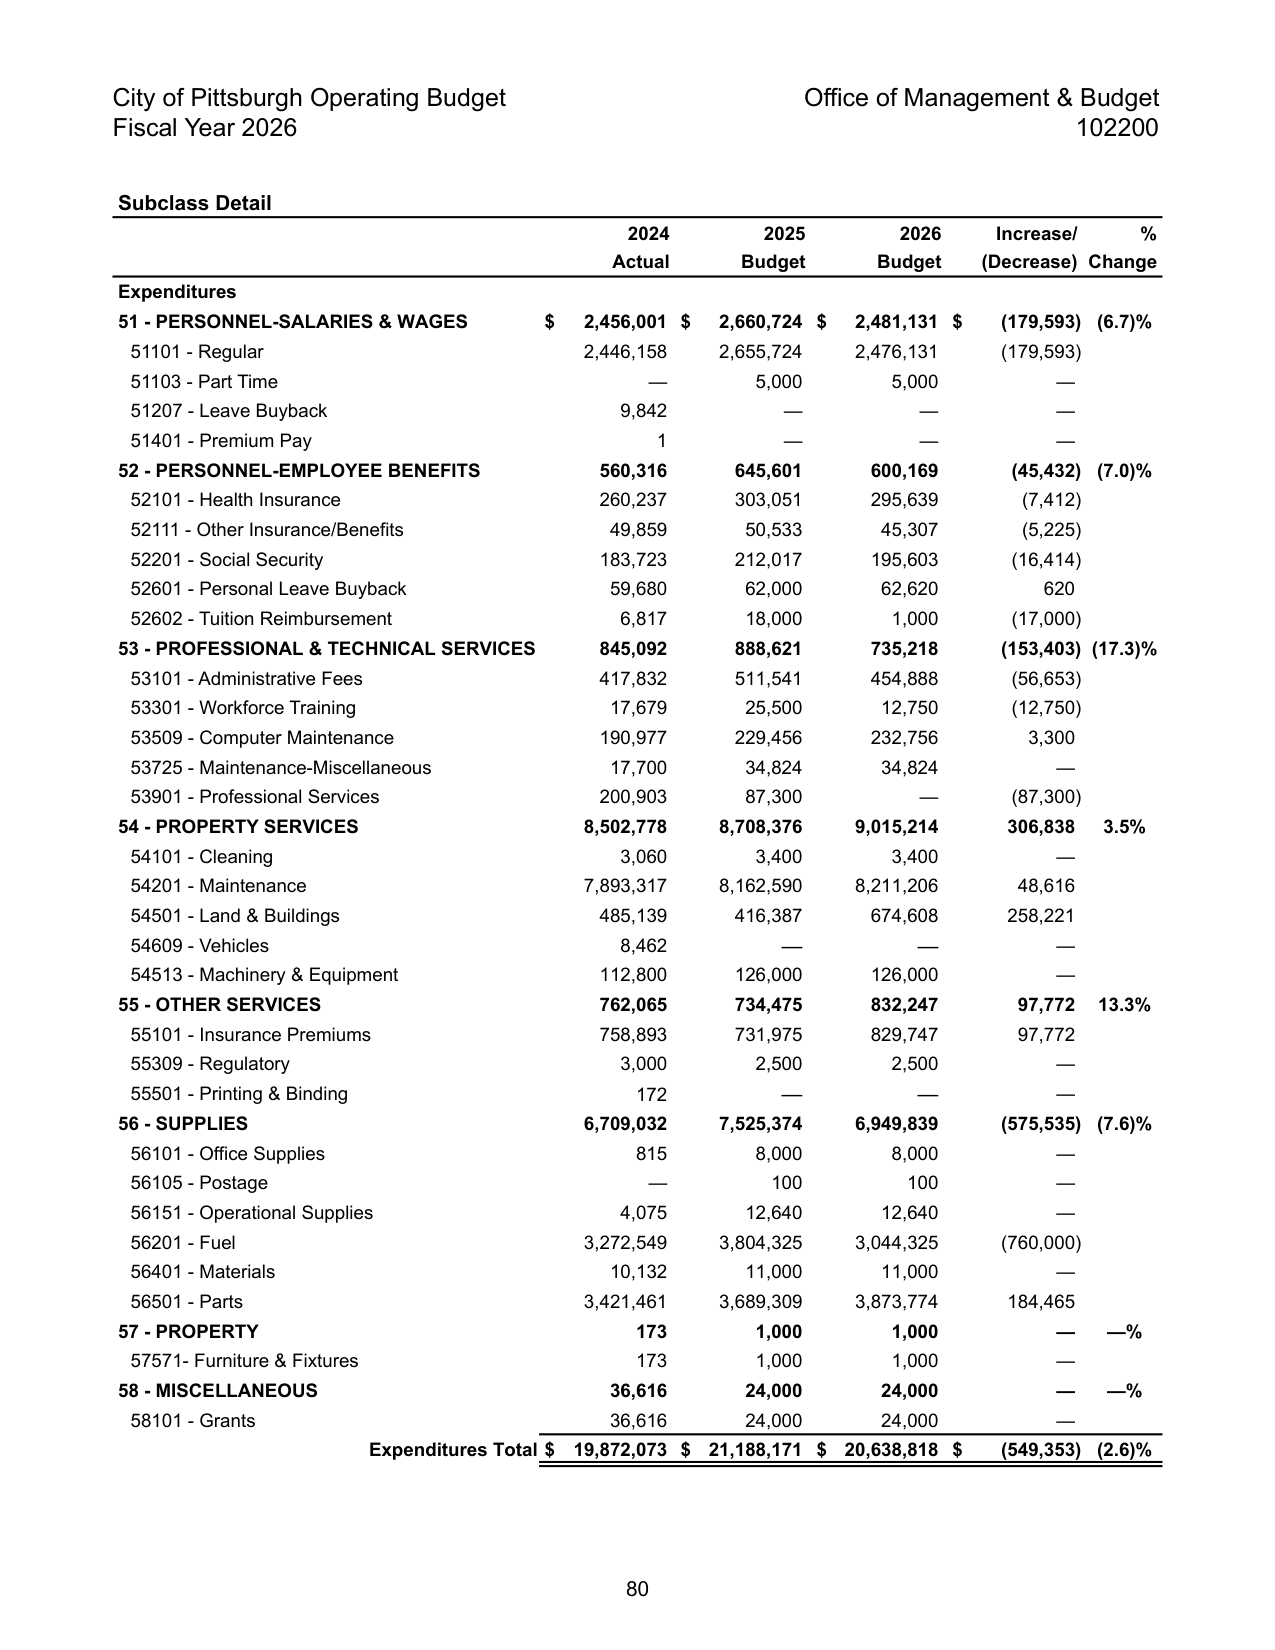 City of Pittsburgh Operating Budget Office of Management & Budget
Fiscal Year 2026 102200
Subclass Detail
2024 2025 2026 Increase/ %
Actual Budget Budget (Decrease) Change
Expenditures
51 - PERSONNEL-SALARIES & WAGES $ 2,456,001 $ 2,660,724 $ 2,481,131 $ (179,593) (6.7)%
51101 - Regular 2,446,158 2,655,724 2,476,131 (179,593)
51103 - Part Time — 5,000 5,000 —
51207 - Leave Buyback 9,842 — — —
51401 - Premium Pay 1 — — —
52 - PERSONNEL-EMPLOYEE BENEFITS 560,316 645,601 600,169 (45,432) (7.0)%
52101 - Health Insurance 260,237 303,051 295,639 (7,412)
52111 - Other Insurance/Benefits 49,859 50,533 45,307 (5,225)
52201 - Social Security 183,723 212,017 195,603 (16,414)
52601 - Personal Leave Buyback 59,680 62,000 62,620 620
52602 - Tuition Reimbursement 6,817 18,000 1,000 (17,000)
53 - PROFESSIONAL & TECHNICAL SERVICES 845,092 888,621 735,218 (153,403) (17.3)%
53101 - Administrative Fees 417,832 511,541 454,888 (56,653)
53301 - Workforce Training 17,679 25,500 12,750 (12,750)
53509 - Computer Maintenance 190,977 229,456 232,756 3,300
53725 - Maintenance-Miscellaneous 17,700 34,824 34,824 —
53901 - Professional Services 200,903 87,300 — (87,300)
54 - PROPERTY SERVICES 8,502,778 8,708,376 9,015,214 306,838 3.5%
54101 - Cleaning 3,060 3,400 3,400 —
54201 - Maintenance 7,893,317 8,162,590 8,211,206 48,616
54501 - Land & Buildings 485,139 416,387 674,608 258,221
54609 - Vehicles 8,462 — — —
54513 - Machinery & Equipment 112,800 126,000 126,000 —
55 - OTHER SERVICES 762,065 734,475 832,247 97,772 13.3%
55101 - Insurance Premiums 758,893 731,975 829,747 97,772
55309 - Regulatory 3,000 2,500 2,500 —
55501 - Printing & Binding 172 — — —
56 - SUPPLIES 6,709,032 7,525,374 6,949,839 (575,535) (7.6)%
56101 - Office Supplies 815 8,000 8,000 —
56105 - Postage — 100 100 —
56151 - Operational Supplies 4,075 12,640 12,640 —
56201 - Fuel 3,272,549 3,804,325 3,044,325 (760,000)
56401 - Materials 10,132 11,000 11,000 —
56501 - Parts 3,421,461 3,689,309 3,873,774 184,465
57 - PROPERTY 173 1,000 1,000 — —%
57571- Furniture & Fixtures 173 1,000 1,000 —
58 - MISCELLANEOUS 36,616 24,000 24,000 — —%
58101 - Grants 36,616 24,000 24,000 —
Expenditures Total $ 19,872,073 $ 21,188,171 $ 20,638,818 $ (549,353) (2.6)%
80